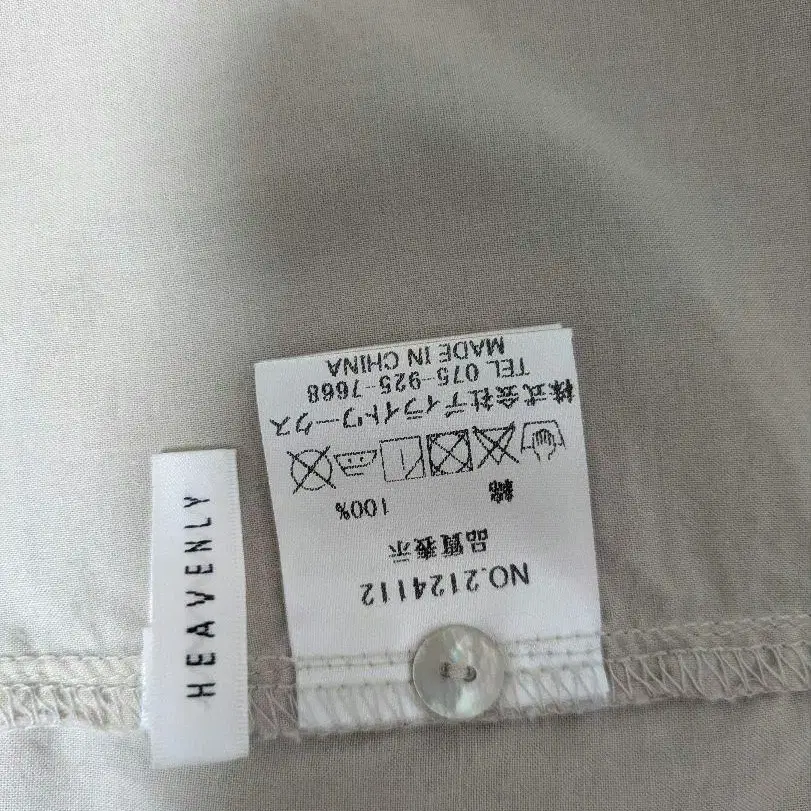 HEAVENLY
NO.2124112
品質表示
綿
100%
株式会社ディライトワークス
TEL 075-925-7668
MADE IN CHINA